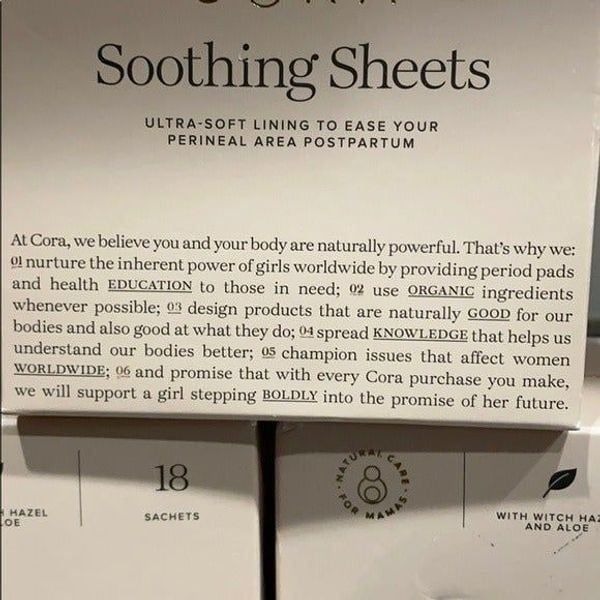 Soothing Sheets
ULTRA-SOFT LINING TO EASE YOUR
PERINEAL AREA POSTPARTUM
At Cora, we believe you and your body are naturally powerful. That's why we:
01 nurture the inherent power of girls worldwide by providing period pads
and health EDUCATION to those in need; 02 use ORGANIC ingredients
whenever possible; 03 design products that are naturally GOOD for our
bodies and also good at what they do; 04 spread KNOWLEDGE that helps us
understand our bodies better; 05 champion issues that affect women
WORLDWIDE; 06 and promise that with every Cora purchase you make,
we will support a girl stepping BOLDLY into the promise of her future.
HAZEL
18
SACHETS
NATURAL CARE
FOR MAMAS
WITH WITCH
AND ALOE